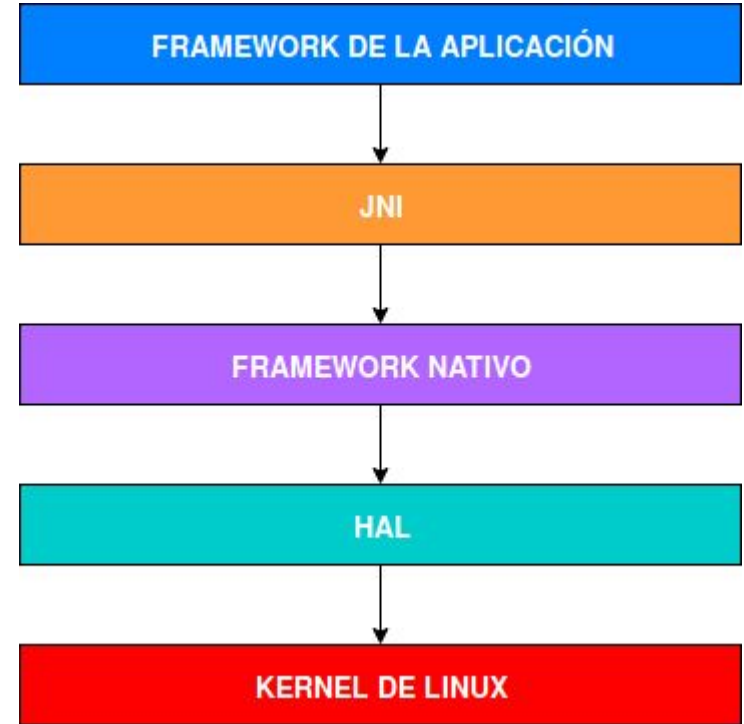 FRAMEWORK DE LA APLICACIÓN
JNI
FRAMEWORK NATIVO
HAL
KERNEL DE LINUX